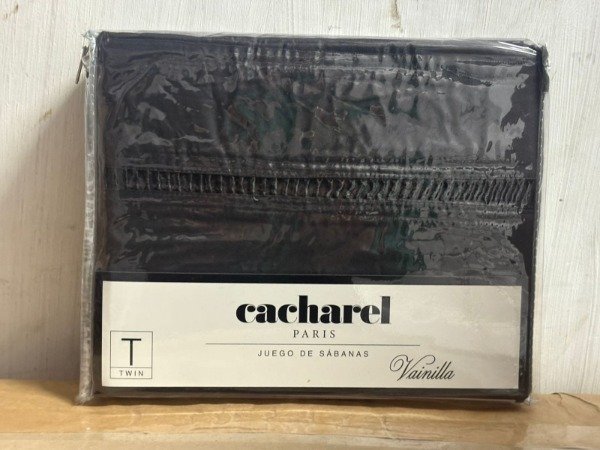 cacharel
PARIS
JUEGO DE SÁBANAS
Vainilla
T
TWIN